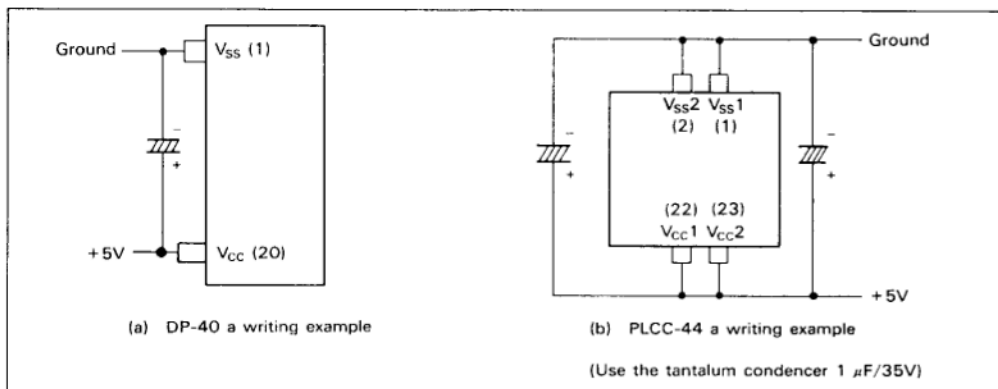 Ground
VSS (1)
−
+
+5V
VCC (20)
(a) DP-40 a writing example
Ground
VSS2 VSS1
(2) (1)
− −
+ +
(22) (23)
VCC1 VCC2
+5V
(b) PLCC-44 a writing example
(Use the tantalum condencer 1 μF/35V)